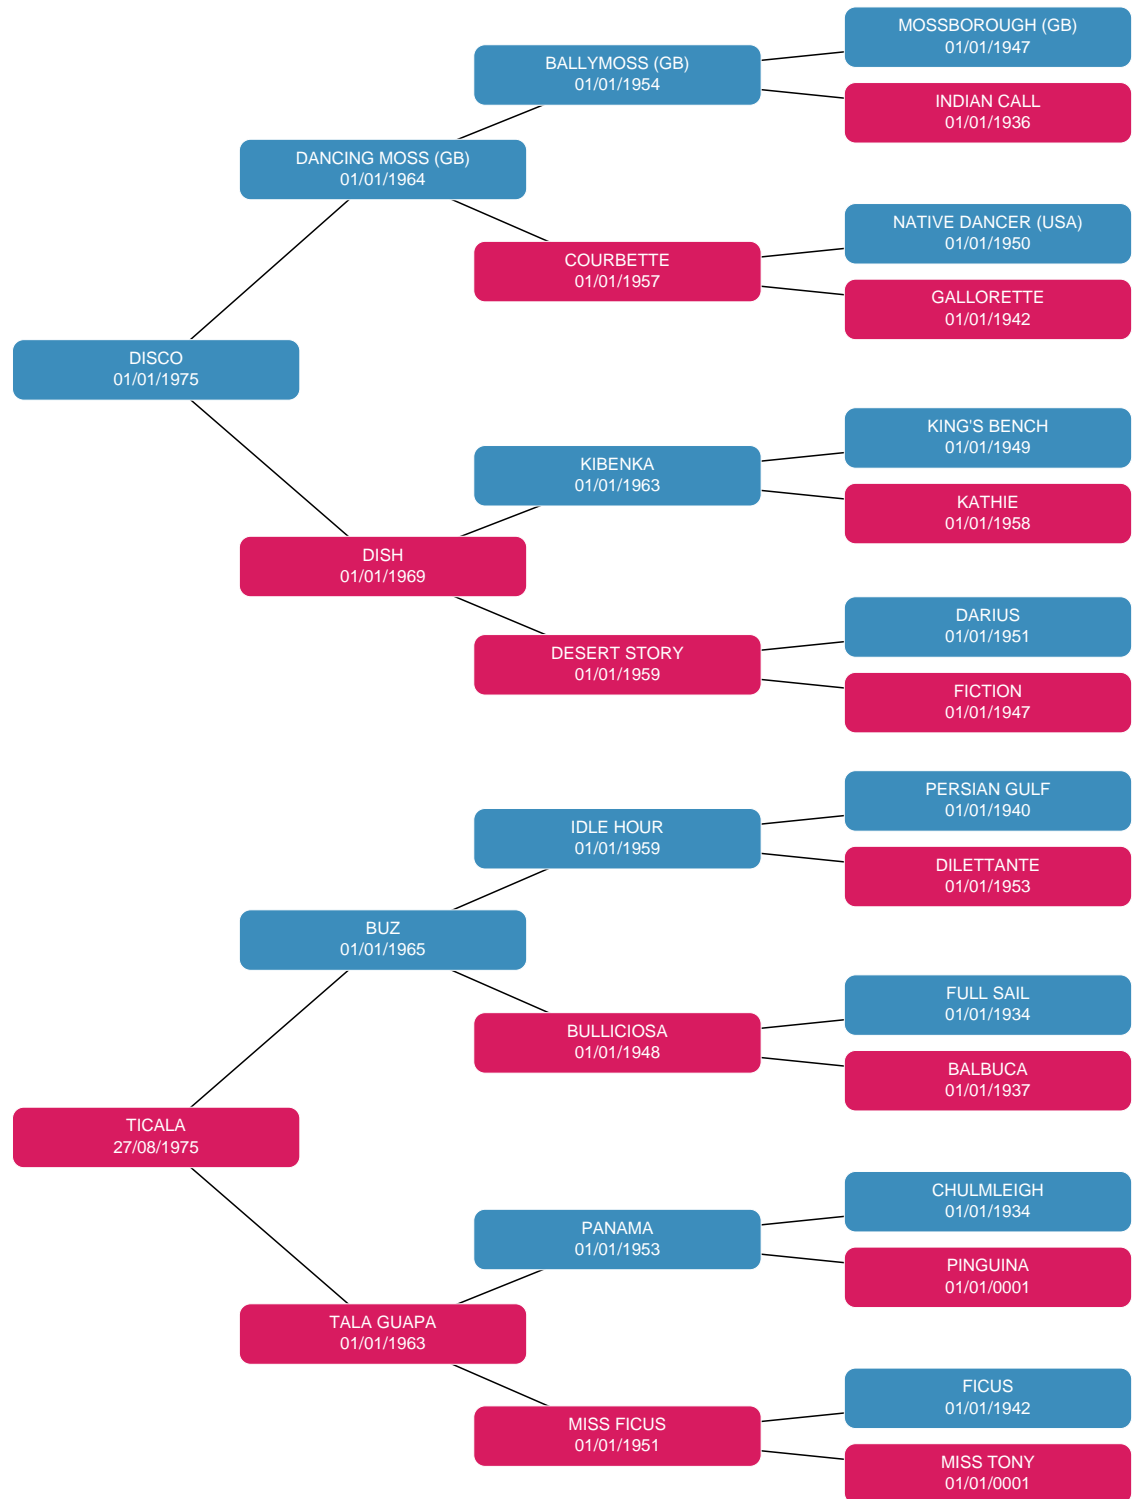 MOSSBOROUGH (GB)
01/01/1947
BALLYMOSS (GB)
01/01/1954
INDIAN CALL
01/01/1936
DANCING MOSS (GB)
01/01/1964
NATIVE DANCER (USA)
01/01/1950
COURBETTE
01/01/1957
GALLORETTE
01/01/1942
DISCO
01/01/1975
KING'S BENCH
01/01/1949
KIBENKA
01/01/1963
KATHIE
01/01/1958
DISH
01/01/1969
DARIUS
01/01/1951
DESERT STORY
01/01/1959
FICTION
01/01/1947
PERSIAN GULF
01/01/1940
IDLE HOUR
01/01/1959
DILETTANTE
01/01/1953
BUZ
01/01/1965
FULL SAIL
01/01/1934
BULLICIOSA
01/01/1948
BALBUCA
01/01/1937
TICALA
27/08/1975
CHULMLEIGH
01/01/1934
PANAMA
01/01/1953
PINGUINA
01/01/0001
TALA GUAPA
01/01/1963
FICUS
01/01/1942
MISS FICUS
01/01/1951
MISS TONY
01/01/0001